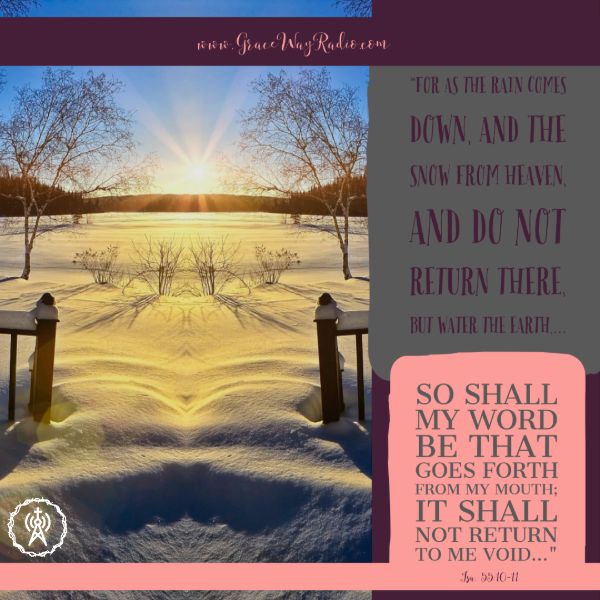 www.GraceWayRadio.com
"FOR AS THE RAIN COMES
DOWN, AND THE
SNOW FROM HEAVEN,
AND DO NOT
RETURN THERE,
BUT WATER THE EARTH,...
SO SHALL
MY WORD
BE THAT
GOES FORTH
FROM MY MOUTH;
IT SHALL
NOT RETURN
TO ME VOID..."
Isa. 55:10-11